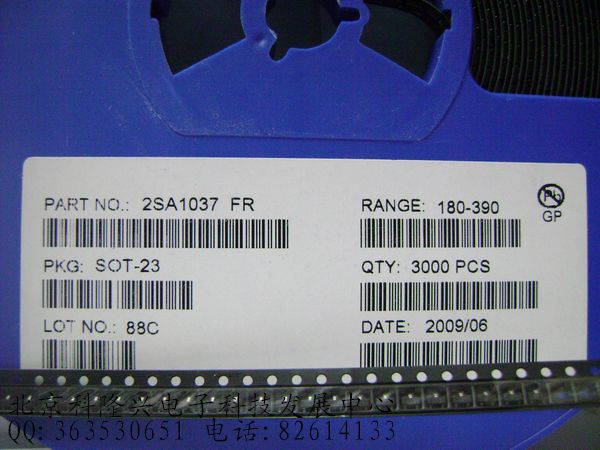 PART NO.: 2SA1037 FR
RANGE: 180-390
Pb
GP
PKG: SOT-23
QTY: 3000 PCS
LOT NO.: 88C
DATE: 2009/06
北京科隆兴电子科技发展中心
QQ:363530651 电话:82614133